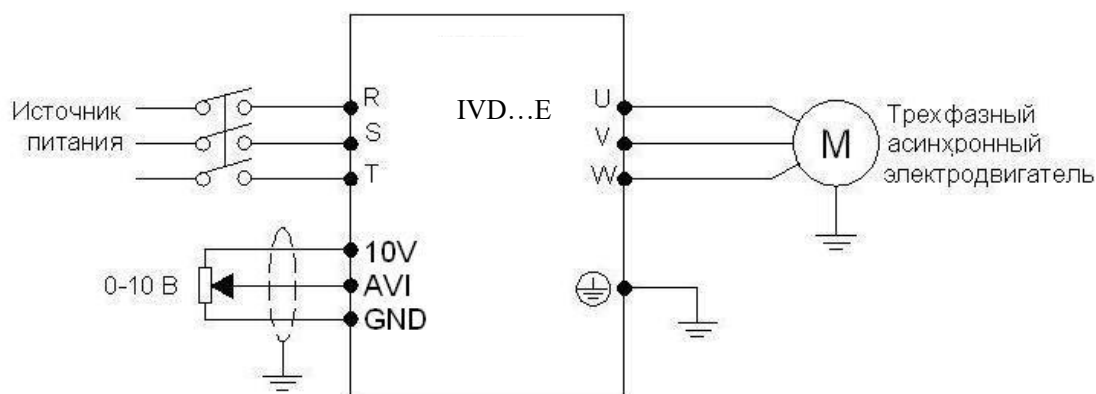 Источник
питания
R
S
T
IVD…E
U
V
W
M
Трехфазный
асинхронный
электродвигатель
0-10 В
10V
AVI
GND